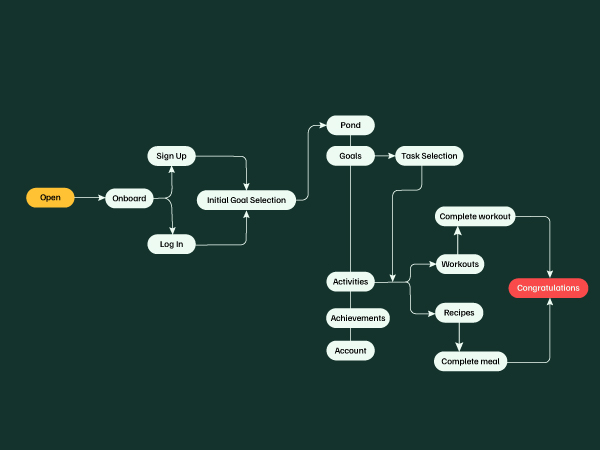 Open
Onboard
Sign Up
Log In
Initial Goal Selection
Pond
Goals
Task Selection
Activities
Achievements
Account
Complete workout
Workouts
Recipes
Complete meal
Congratulations